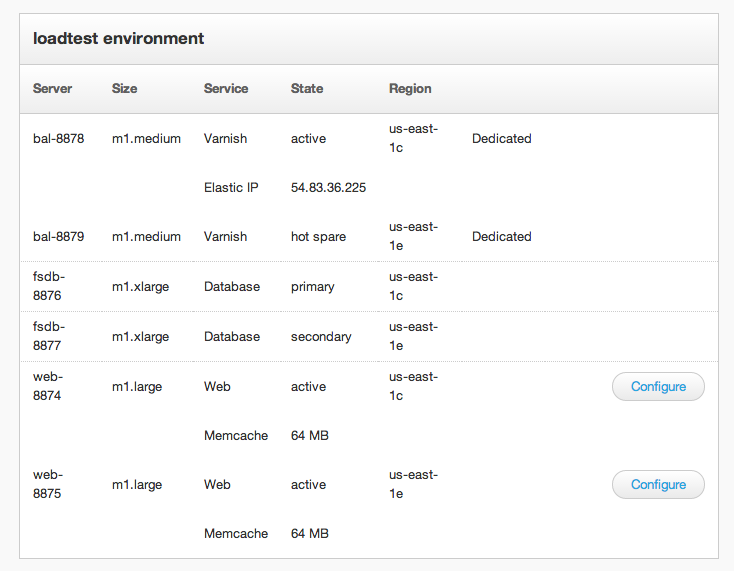 loadtest environment
Server Size Service State Region
bal-8878 m1.medium Varnish active us-east-1c Dedicated
Elastic IP 54.83.36.225
bal-8879 m1.medium Varnish hot spare us-east-1e Dedicated
fsdb-8876 m1.xlarge Database primary us-east-1c
fsdb-8877 m1.xlarge Database secondary us-east-1e
web-8874 m1.large Web active us-east-1c Configure
Memcache 64 MB
web-8875 m1.large Web active us-east-1e Configure
Memcache 64 MB